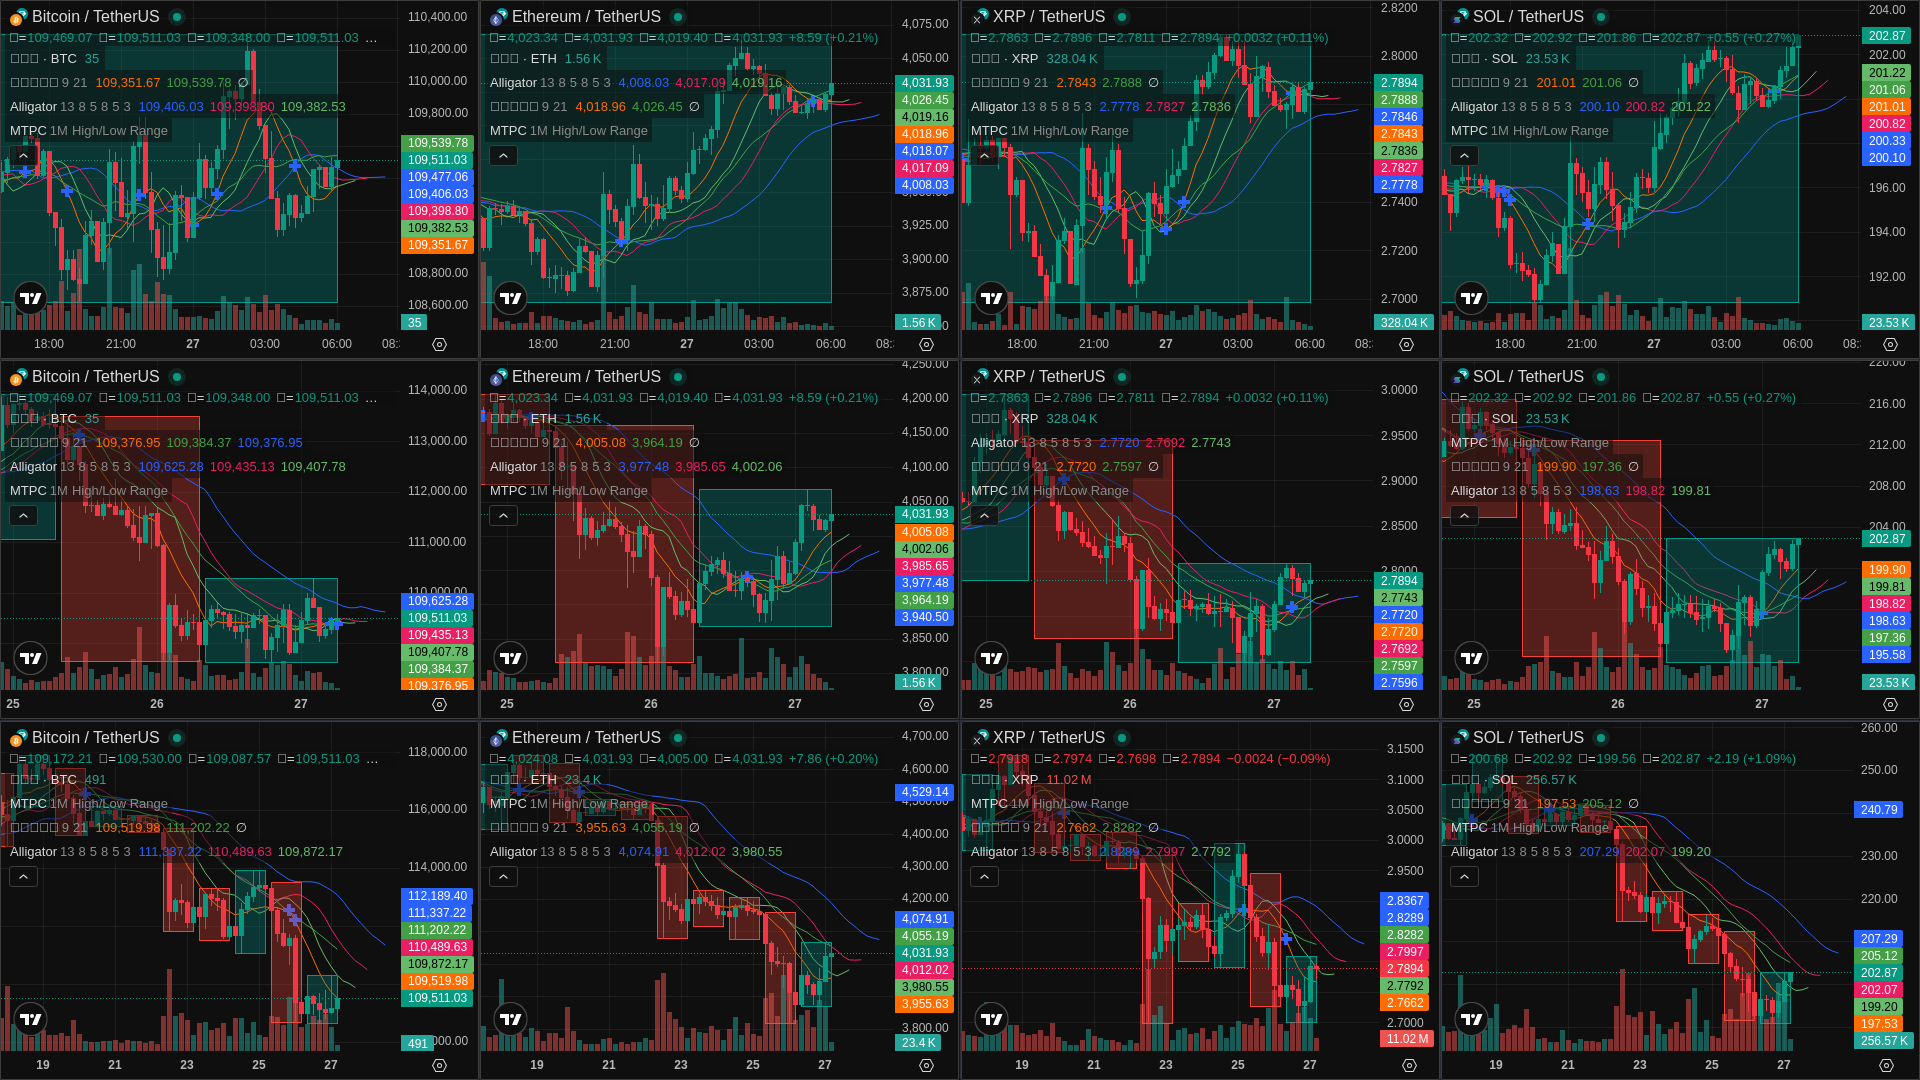 Bitcoin / TetherUS
□=109,469.07 □=109,511.03 □=109,348.00 □=109,511.03 ...
□□□ · BTC 35
□□□□□ 9 21 109,351.67 109,539.78 ∅
Alligator 13 8 5 8 5 3 109,406.03 109,398.80 109,382.53
MTPC 1M High/Low Range
110,400.00
110,200.00
110,000.00
109,800.00
109,539.78
109,511.03
109,477.06
109,406.03
109,398.80
109,382.53
109,351.67
108,800.00
108,600.00
35
18:00 21:00 27 03:00 06:00 08:
Ethereum / TetherUS
□=4,023.34 □=4,031.93 □=4,019.40 □=4,031.93 +8.59 (+0.21%)
□□□ · ETH 1.56 K
Alligator 13 8 5 8 5 3 4,008.03 4,017.09 4,019.16
□□□□□ 9 21 4,018.96 4,026.45 ∅
MTPC 1M High/Low Range
4,075.00
4,050.00
4,031.93
4,026.45
4,019.16
4,018.96
4,018.07
4,017.09
4,008.03
3,925.00
3,900.00
3,875.00
1.56 K
18:00 21:00 27 03:00 06:00 08:
XRP / TetherUS
□=2.7863 □=2.7896 □=2.7811 □=2.7894 +0.0032 (+0.11%)
□□□ · XRP 328.04 K
□□□□□ 9 21 2.7843 2.7888 ∅
Alligator 13 8 5 8 5 3 2.7778 2.7827 2.7836
MTPC 1M High/Low Range
2.8200
2.8000
2.7894
2.7888
2.7846
2.7843
2.7836
2.7827
2.7778
2.7400
2.7200
2.7000
328.04 K
18:00 21:00 27 03:00 06:00 08:
SOL / TetherUS
□=202.32 □=202.92 □=201.86 □=202.87 +0.55 (+0.27%)
□□□ · SOL 23.53 K
□□□□□ 9 21 201.01 201.06 ∅
Alligator 13 8 5 8 5 3 200.10 200.82 201.22
MTPC 1M High/Low Range
204.00
202.87
202.00
201.22
201.06
201.01
200.82
200.33
200.10
196.00
194.00
192.00
23.53 K
18:00 21:00 27 03:00 06:00 08:
Bitcoin / TetherUS
□=109,469.07 □=109,511.03 □=109,348.00 □=109,511.03 ...
□□□ · BTC 35
□□□□□ 9 21 109,376.95 109,384.37 109,376.95
Alligator 13 8 5 8 5 3 109,625.28 109,435.13 109,407.78
MTPC 1M High/Low Range
114,000.00
113,000.00
112,000.00
111,000.00
110,000.00
109,625.28
109,511.03
109,435.13
109,407.78
109,384.37
109,376.95
25 26 27
Ethereum / TetherUS
□=4,023.34 □=4,031.93 □=4,019.40 □=4,031.93 +8.59 (+0.21%)
□□□ · ETH 1.56 K
□□□□□ 9 21 4,005.08 3,964.19 ∅
Alligator 13 8 5 8 5 3 3,977.48 3,985.65 4,002.06
MTPC 1M High/Low Range
4,250.00
4,200.00
4,150.00
4,100.00
4,050.00
4,031.93
4,005.08
4,002.06
3,985.65
3,977.48
3,964.19
3,940.50
3,850.00
3,800.00
1.56 K
25 26 27
XRP / TetherUS
□=2.7863 □=2.7896 □=2.7811 □=2.7894 +0.0032 (+0.11%)
□□□ · XRP 328.04 K
Alligator 13 8 5 8 5 3 2.7720 2.7692 2.7743
□□□□□ 9 21 2.7720 2.7597 ∅
MTPC 1M High/Low Range
3.0000
2.9500
2.9000
2.8500
2.8000
2.7894
2.7743
2.7720
2.7720
2.7692
2.7597
2.7596
25 26 27
SOL / TetherUS
□=202.32 □=202.92 □=201.86 □=202.87 +0.55 (+0.27%)
□□□ · SOL 23.53 K
MTPC 1M High/Low Range
□□□□□ 9 21 199.90 197.36 ∅
Alligator 13 8 5 8 5 3 198.63 198.82 199.81
220.00
216.00
212.00
208.00
204.00
202.87
199.90
199.81
198.82
198.63
197.36
195.58
23.53 K
25 26 27
Bitcoin / TetherUS
□=109,172.21 □=109,530.00 □=109,087.57 □=109,511.03 ...
□□□ · BTC 491
MTPC 1M High/Low Range
□□□□□ 9 21 109,519.98 111,202.22 ∅
Alligator 13 8 5 8 5 3 111,337.22 110,489.63 109,872.17
118,000.00
116,000.00
114,000.00
112,189.40
111,337.22
111,202.22
110,489.63
109,872.17
109,519.98
109,511.03
491
19 21 23 25 27
Ethereum / TetherUS
□=4,024.08 □=4,031.93 □=4,005.00 □=4,031.93 +7.86 (+0.20%)
□□□ · ETH 23.4 K
MTPC 1M High/Low Range
□□□□□ 9 21 3,955.63 4,055.19 ∅
Alligator 13 8 5 8 5 3 4,074.91 4,012.02 3,980.55
4,700.00
4,600.00
4,529.14
4,500.00
4,400.00
4,300.00
4,200.00
4,074.91
4,055.19
4,031.93
4,012.02
3,980.55
3,955.63
3,800.00
23.4 K
19 21 23 25 27
XRP / TetherUS
□=2.7918 □=2.7974 □=2.7698 □=2.7894 −0.0024 (−0.09%)
□□□ · XRP 11.02 M
MTPC 1M High/Low Range
□□□□□ 9 21 2.7662 2.8282 ∅
Alligator 13 8 5 8 5 3 2.8289 2.7997 2.7792
3.1500
3.1000
3.0500
3.0000
2.9500
2.8367
2.8289
2.8282
2.7997
2.7894
2.7792
2.7662
2.7000
11.02 M
19 21 23 25 27
SOL / TetherUS
□=200.68 □=202.92 □=199.56 □=202.87 +2.19 (+1.09%)
□□□ · SOL 256.57 K
□□□□□ 9 21 197.53 205.12 ∅
MTPC 1M High/Low Range
Alligator 13 8 5 8 5 3 207.29 202.07 199.20
260.00
250.00
240.79
230.00
220.00
207.29
205.12
202.87
202.07
199.20
197.53
256.57 K
19 21 23 25 27